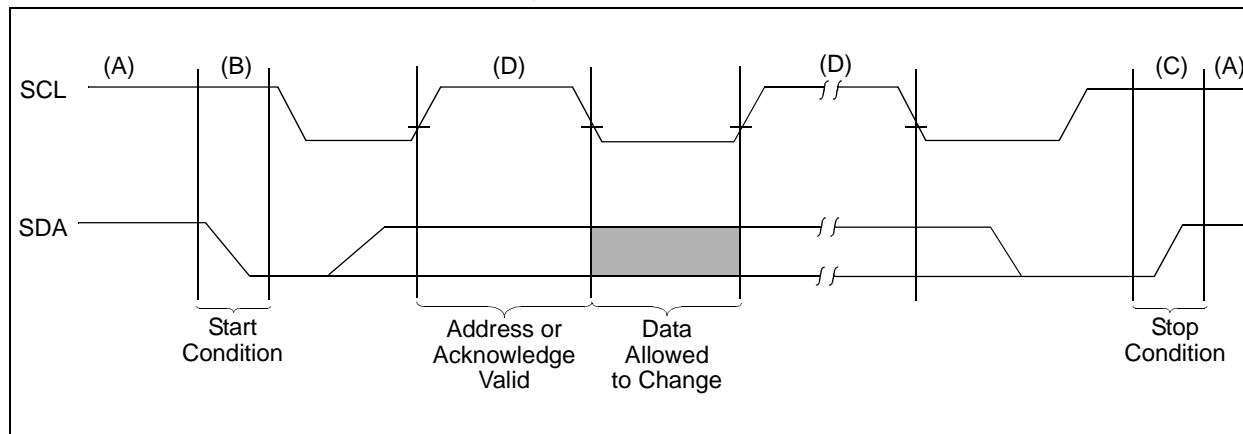 (A)
(B)
(D)
(D)
(C)
(A)
SCL
SDA
Start
Condition
Address or
Acknowledge
Valid
Data
Allowed
to Change
Stop
Condition